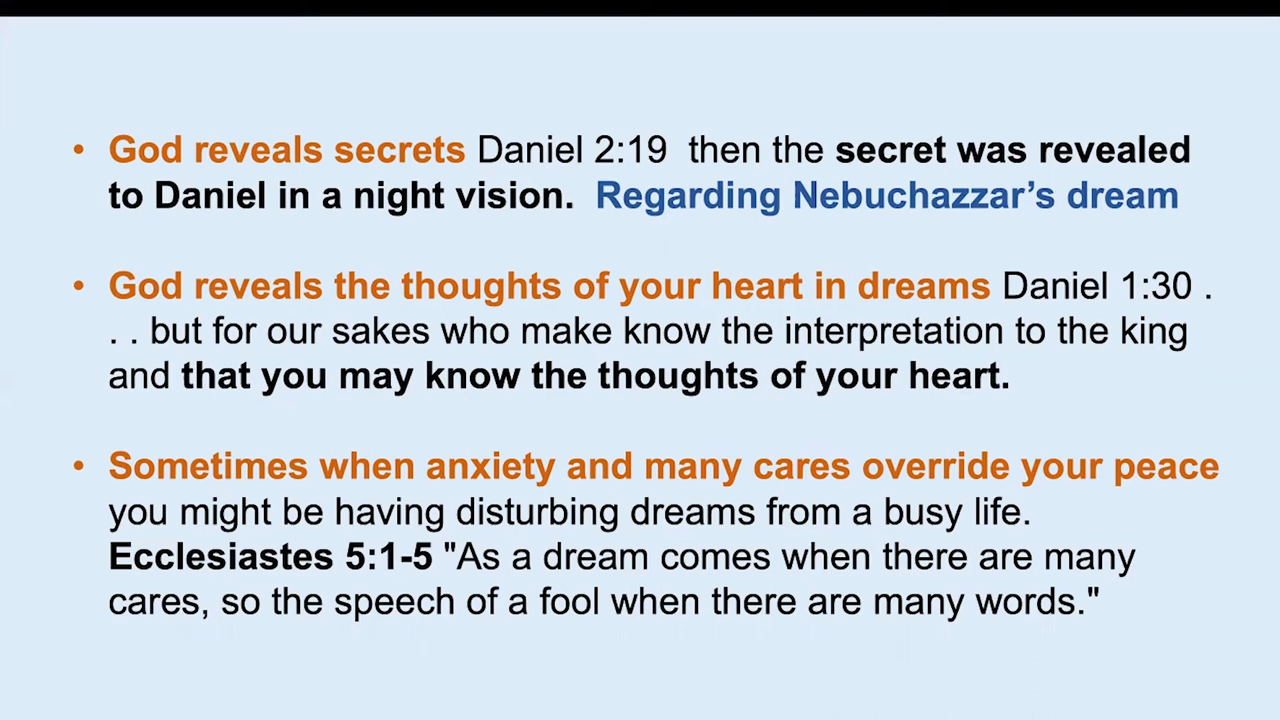 • God reveals secrets Daniel 2:19  then the secret was revealed
to Daniel in a night vision.  Regarding Nebuchazzar’s dream
• God reveals the thoughts of your heart in dreams Daniel 1:30 .
. . but for our sakes who make know the interpretation to the king
and that you may know the thoughts of your heart.
• Sometimes when anxiety and many cares override your peace
you might be having disturbing dreams from a busy life.
Ecclesiastes 5:1-5 "As a dream comes when there are many
cares, so the speech of a fool when there are many words."